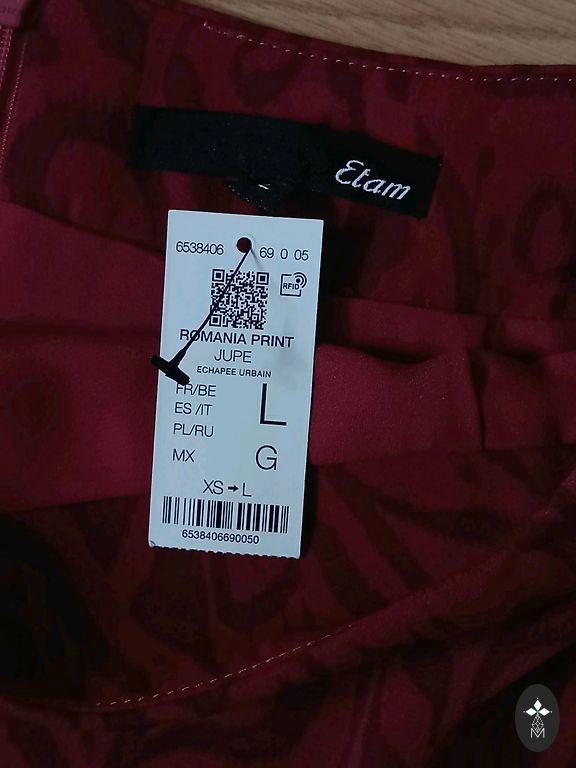 Etam
6538406 69 0 05
RFID
ROMANIA PRINT
JUPE
ECHAPEE URBAIN
FR/BE
ES /IT L
PL/RU
MX G
XS → L
6538406690050
M